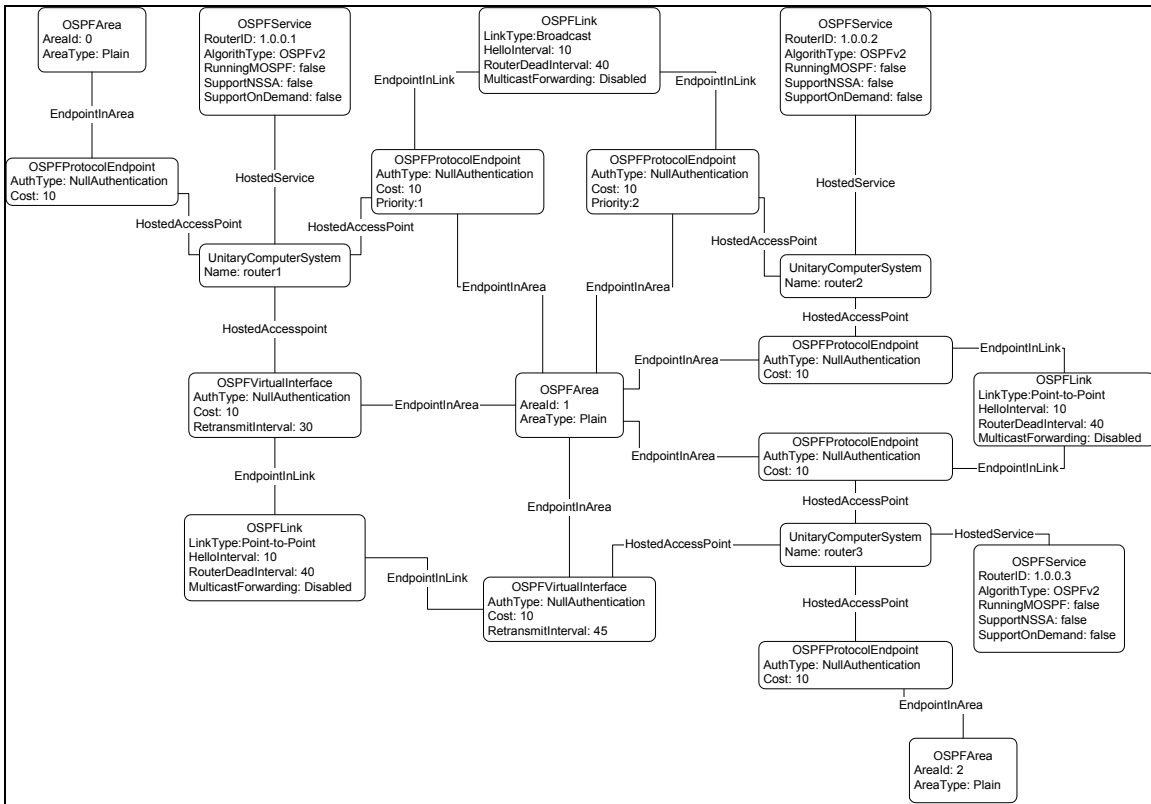 OSPFArea
AreaId: 0
AreaType: Plain
OSPFService
RouterID: 1.0.0.1
AlgorithType: OSPFv2
RunningMOSPF: false
SupportNSSA: false
SupportOnDemand: false
OSPFLink
LinkType:Broadcast
HelloInterval: 10
RouterDeadInterval: 40
MulticastForwarding: Disabled
OSPFService
RouterID: 1.0.0.2
AlgorithType: OSPFv2
RunningMOSPF: false
SupportNSSA: false
SupportOnDemand: false
EndpointInArea
EndpointInLink
EndpointInLink
OSPFProtocolEndpoint
AuthType: NullAuthentication
Cost: 10
HostedService
OSPFProtocolEndpoint
AuthType: NullAuthentication
Cost: 10
Priority:1
OSPFProtocolEndpoint
AuthType: NullAuthentication
Cost: 10
Priority:2
HostedService
HostedAccessPoint
HostedAccessPoint
HostedAccessPoint
UnitaryComputerSystem
Name: router1
UnitaryComputerSystem
Name: router2
EndpointInArea
EndpointInArea
HostedAccesspoint
HostedAccessPoint
OSPFProtocolEndpoint
AuthType: NullAuthentication
Cost: 10
EndpointInLink
EndpointInArea
OSPFVirtualInterface
AuthType: NullAuthentication
Cost: 10
RetransmitInterval: 30
EndpointInArea
OSPFArea
AreaId: 1
AreaType: Plain
OSPFLink
LinkType:Point-to-Point
HelloInterval: 10
RouterDeadInterval: 40
MulticastForwarding: Disabled
OSPFProtocolEndpoint
AuthType: NullAuthentication
Cost: 10
EndpointInArea
EndpointInLink
EndpointInLink
EndpointInArea
HostedAccessPoint
OSPFLink
LinkType:Point-to-Point
HelloInterval: 10
RouterDeadInterval: 40
MulticastForwarding: Disabled
HostedAccessPoint
UnitaryComputerSystem
Name: router3
HostedService
OSPFService
RouterID: 1.0.0.3
AlgorithType: OSPFv2
RunningMOSPF: false
SupportNSSA: false
SupportOnDemand: false
EndpointInLink
OSPFVirtualInterface
AuthType: NullAuthentication
Cost: 10
RetransmitInterval: 45
HostedAccessPoint
OSPFProtocolEndpoint
AuthType: NullAuthentication
Cost: 10
EndpointInArea
OSPFArea
AreaId: 2
AreaType: Plain